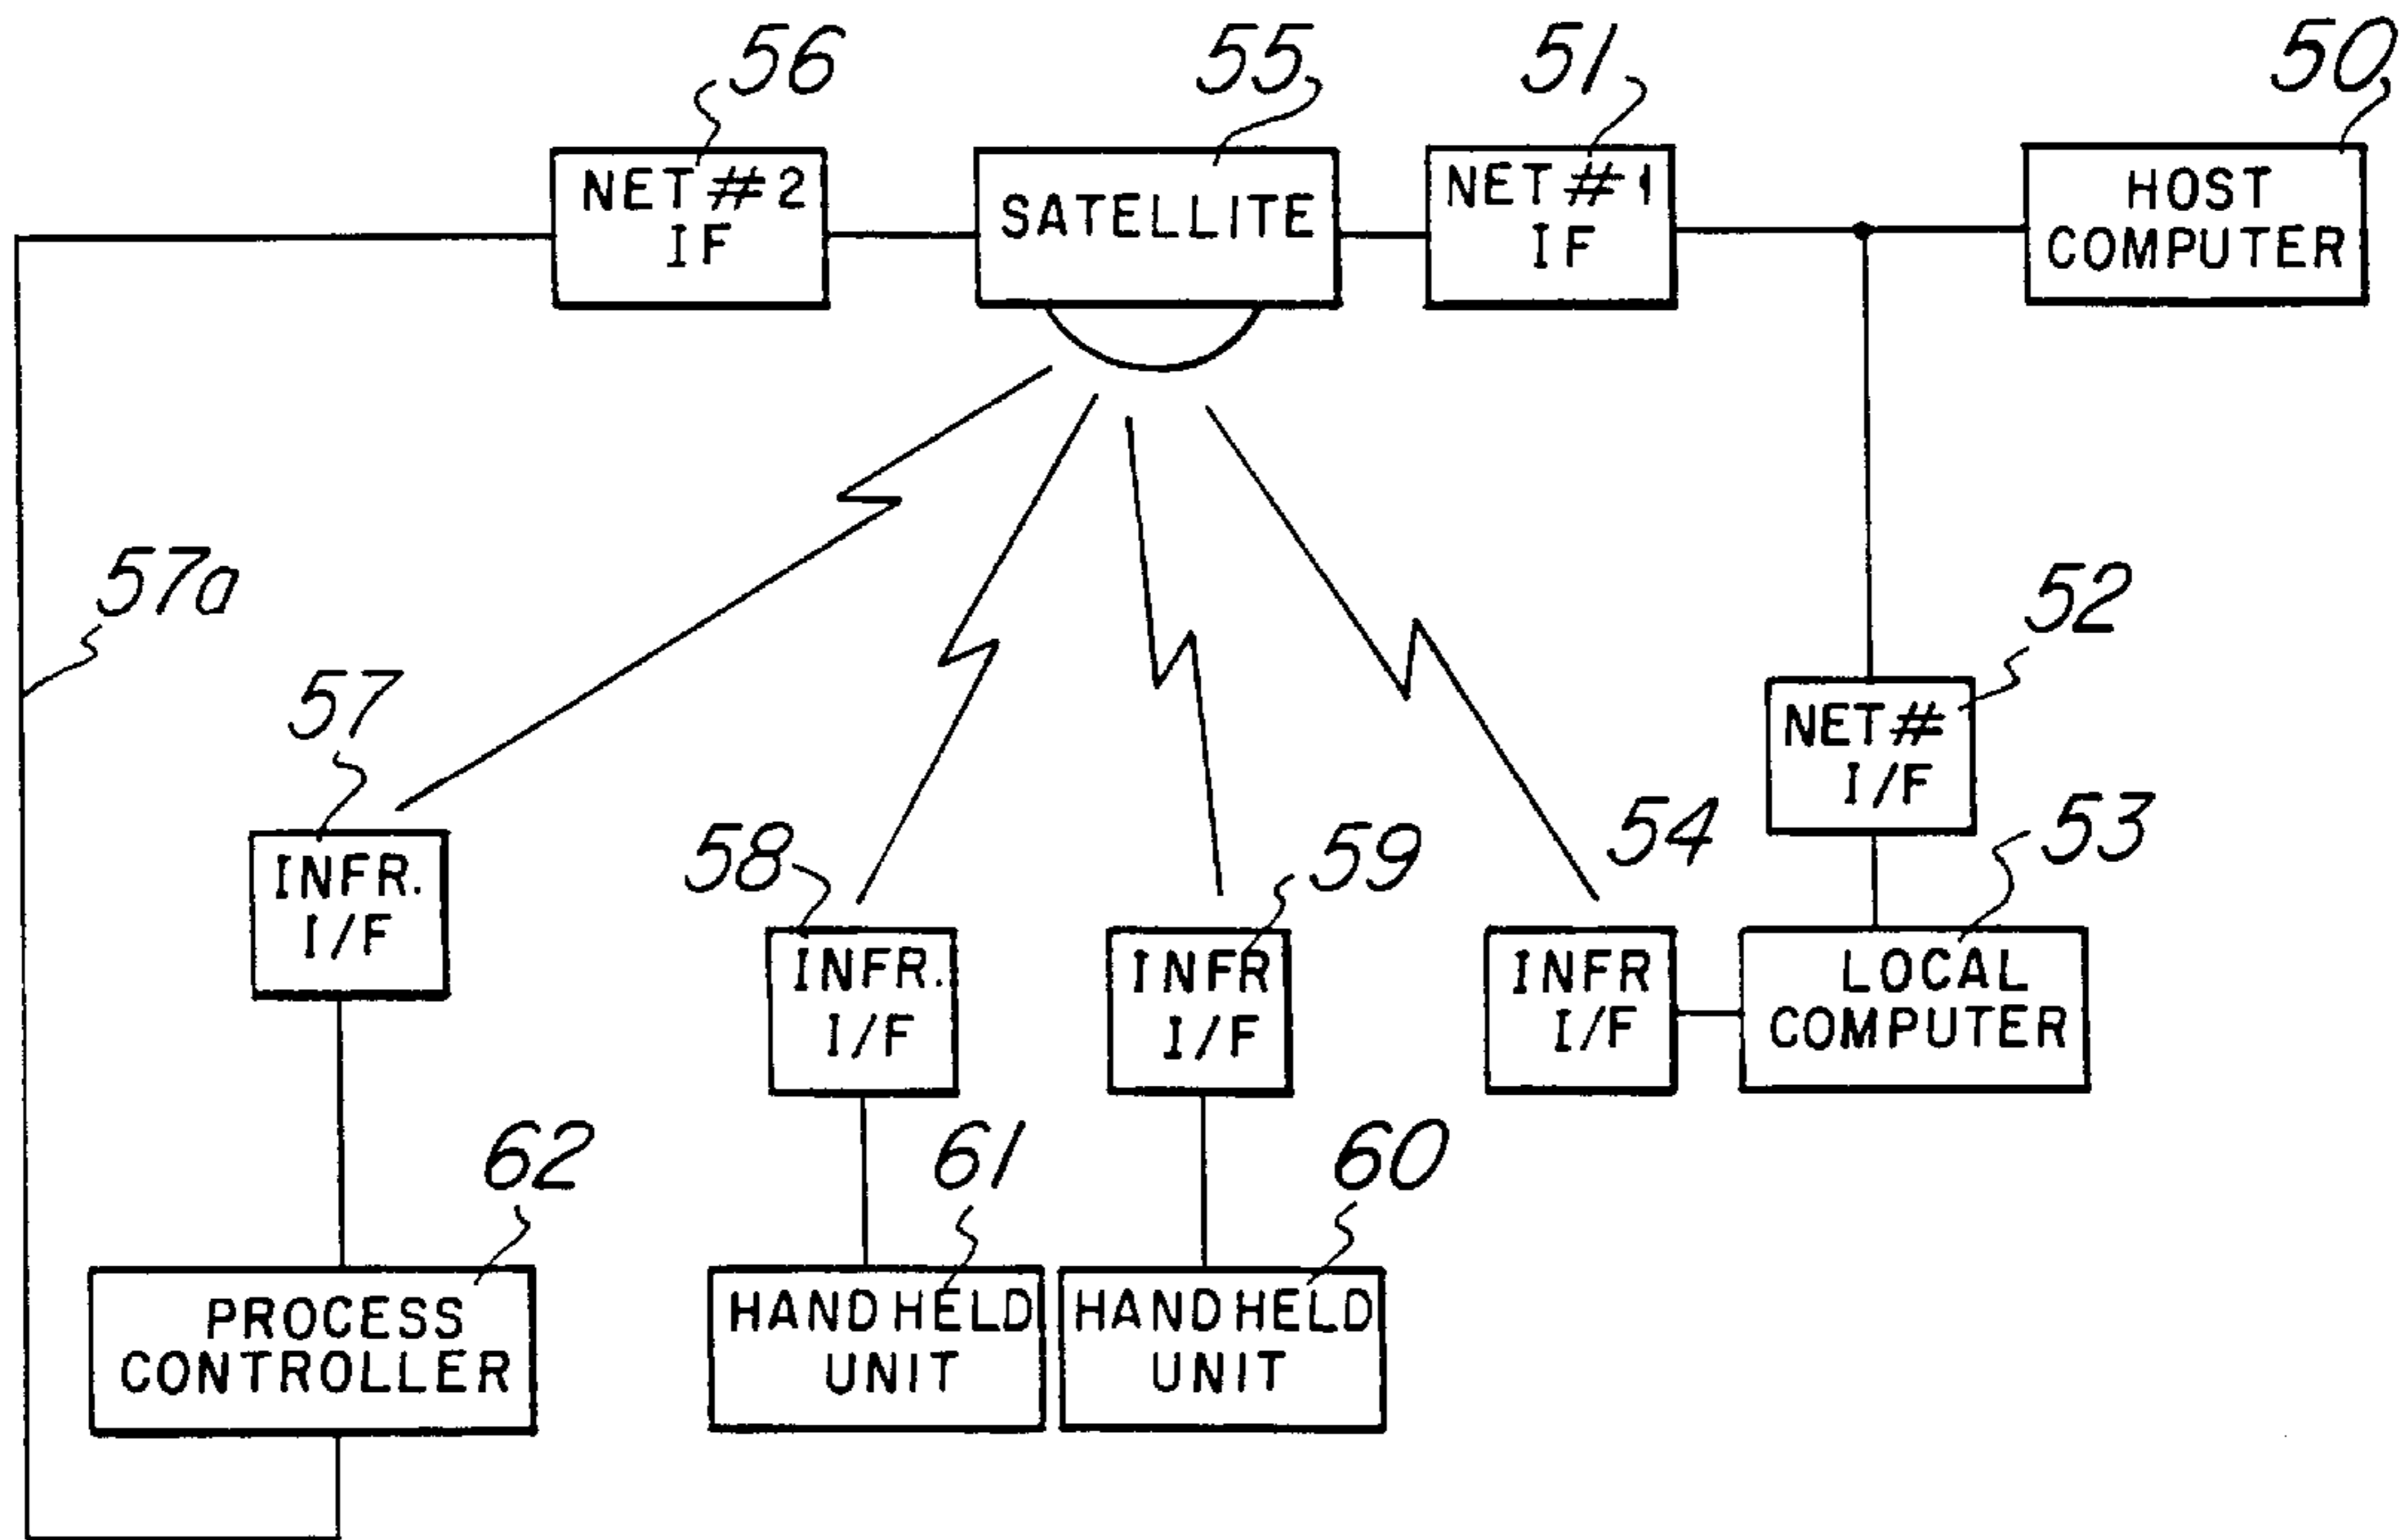 56
55
51
50
NET #2
IF
SATELLITE
NET #1
IF
HOST
COMPUTER
57a
52
57
NET #
I/F
58
59
54
53
INFR.
I/F
INFR.
I/F
INFR
I/F
INFR
I/F
LOCAL
COMPUTER
62
61
60
PROCESS
CONTROLLER
HAND HELD
UNIT
HAND HELD
UNIT